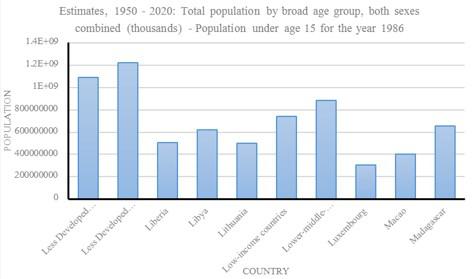 Estimates, 1950 - 2020: Total population by broad age group, both sexes
combined (thousands) - Population under age 15 for the year 1986
POPULATION
1.4E+09
1.2E+09
1E+09
800000000
600000000
400000000
200000000
0
Less Developed…
Less Developed…
Liberia
Libya
Lithuania
Low-income countries
Lower-middle-…
Luxembourg
Macao
Madagascar
COUNTRY